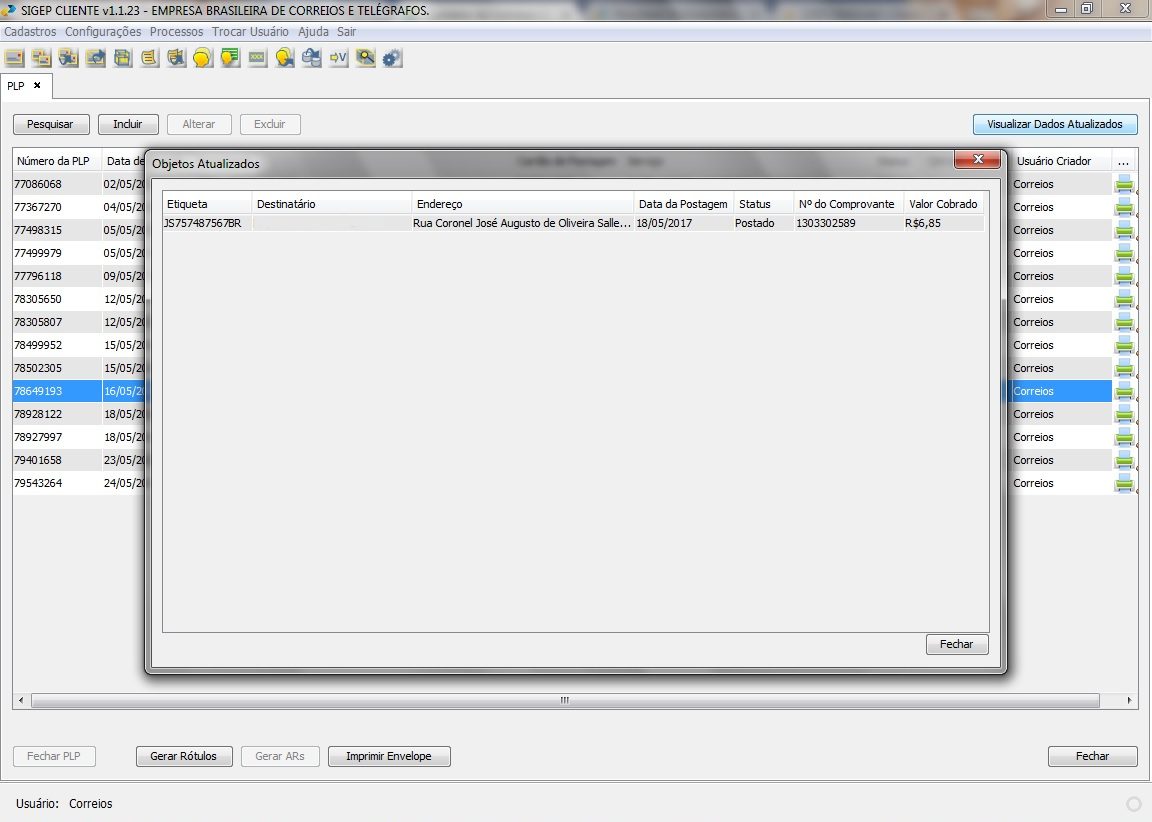 SIGEP CLIENTE v1.1.23 - EMPRESA BRASILEIRA DE CORREIOS E TELÉGRAFOS.
Cadastros Configurações Processos Trocar Usuário Ajuda Sair
PLP
Pesquisar Incluir Alterar Excluir Visualizar Dados Atualizados
Número da PLP Data de Usuário Criador ...
77086068 02/05/20 Correios
77367270 04/05/20 Correios
77498315 05/05/20 Correios
77499979 05/05/20 Correios
77796118 09/05/20 Correios
78305650 12/05/20 Correios
78305807 12/05/20 Correios
78499952 15/05/20 Correios
78502305 15/05/20 Correios
78649193 16/05/20 Correios
78928122 18/05/20 Correios
78927997 18/05/20 Correios
79401658 23/05/20 Correios
79543264 24/05/20 Correios
Objetos Atualizados
Etiqueta Destinatário Endereço Data da Postagem Status Nº do Comprovante Valor Cobrado
JS757487567BR Rua Coronel José Augusto de Oliveira Salle... 18/05/2017 Postado 1303302589 R$6,85
Fechar
Fechar PLP Gerar Rótulos Gerar ARs Imprimir Envelope Fechar
Usuário: Correios